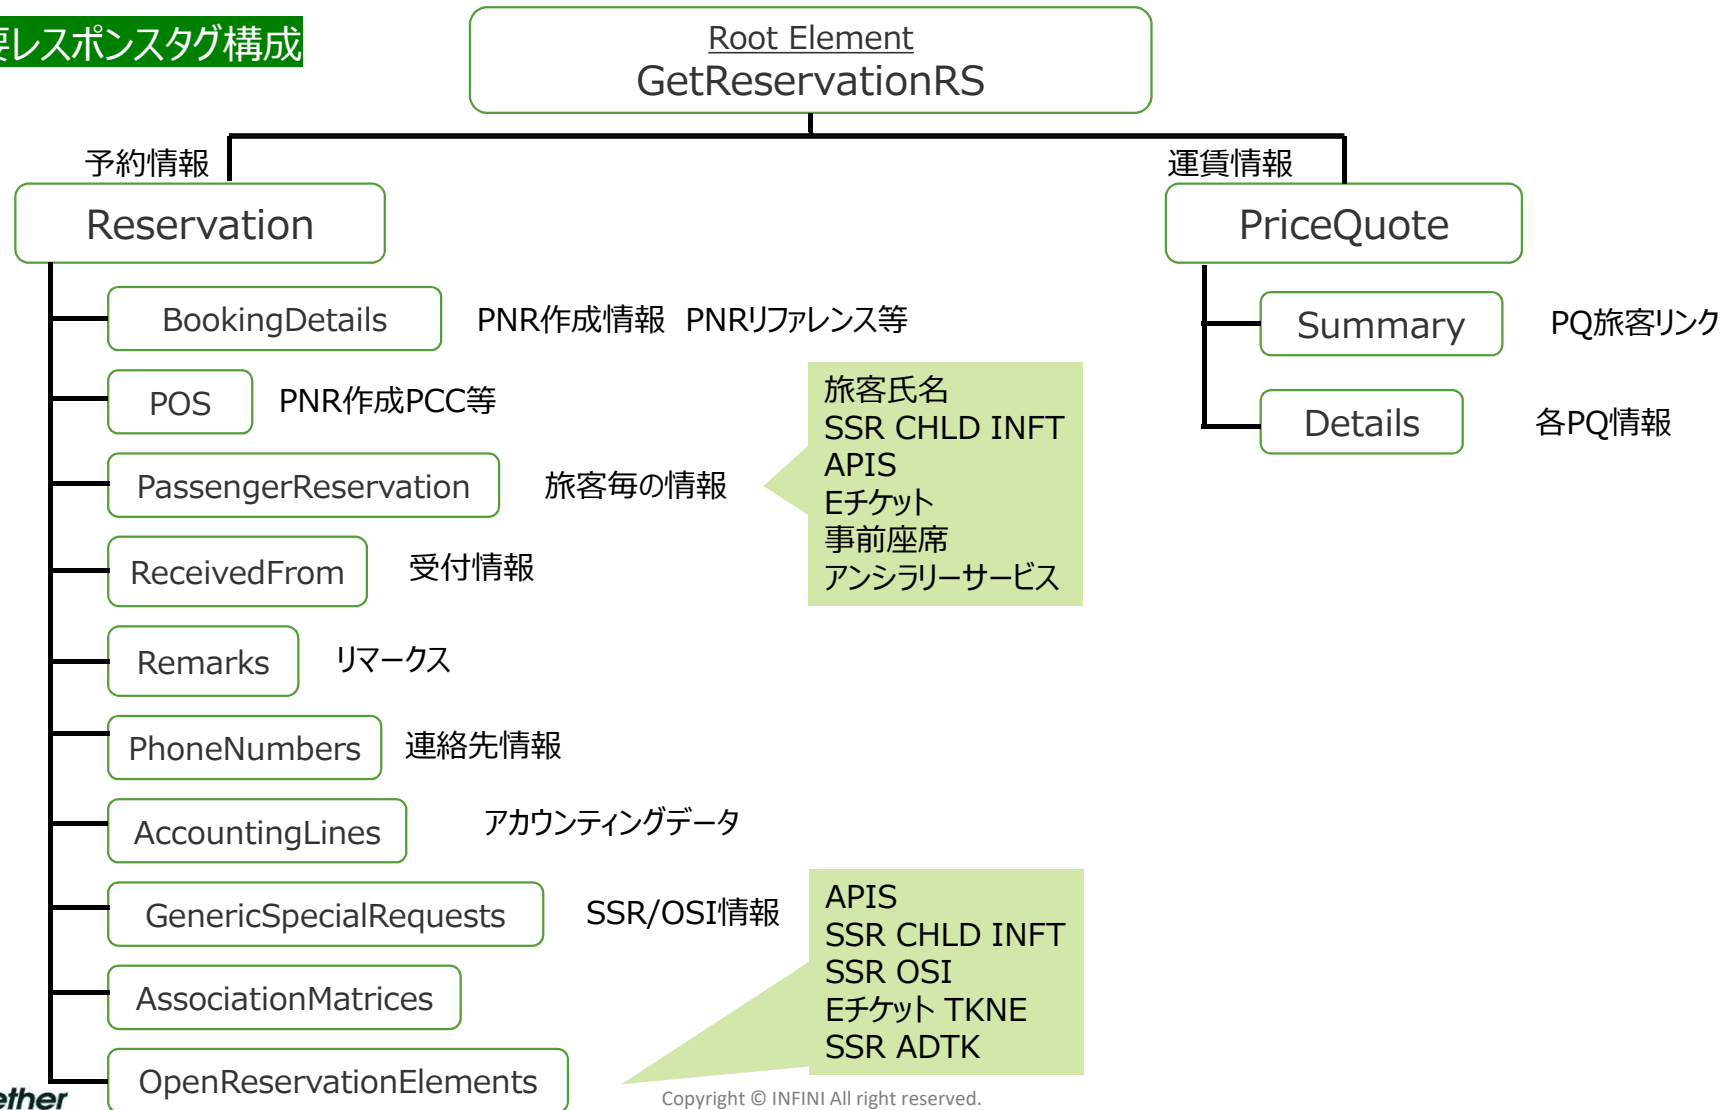 要レスポンスタグ構成
Root Element
GetReservationRS
予約情報
運賃情報
Reservation
PriceQuote
BookingDetails
PNR作成情報 PNRリファレンス等
Summary
PQ旅客リンク
POS
PNR作成PCC等
Details
各PQ情報
PassengerReservation
旅客毎の情報
旅客氏名
SSR CHLD INFT
APIS
Eチケット
事前座席
アンシラリーサービス
ReceivedFrom
受付情報
Remarks
リマークス
PhoneNumbers
連絡先情報
AccountingLines
アカウンティングデータ
GenericSpecialRequests
SSR/OSI情報
AssociationMatrices
OpenReservationElements
APIS
SSR CHLD INFT
SSR OSI
Eチケット TKNE
SSR ADTK
ether
Copyright © INFINI All right reserved.